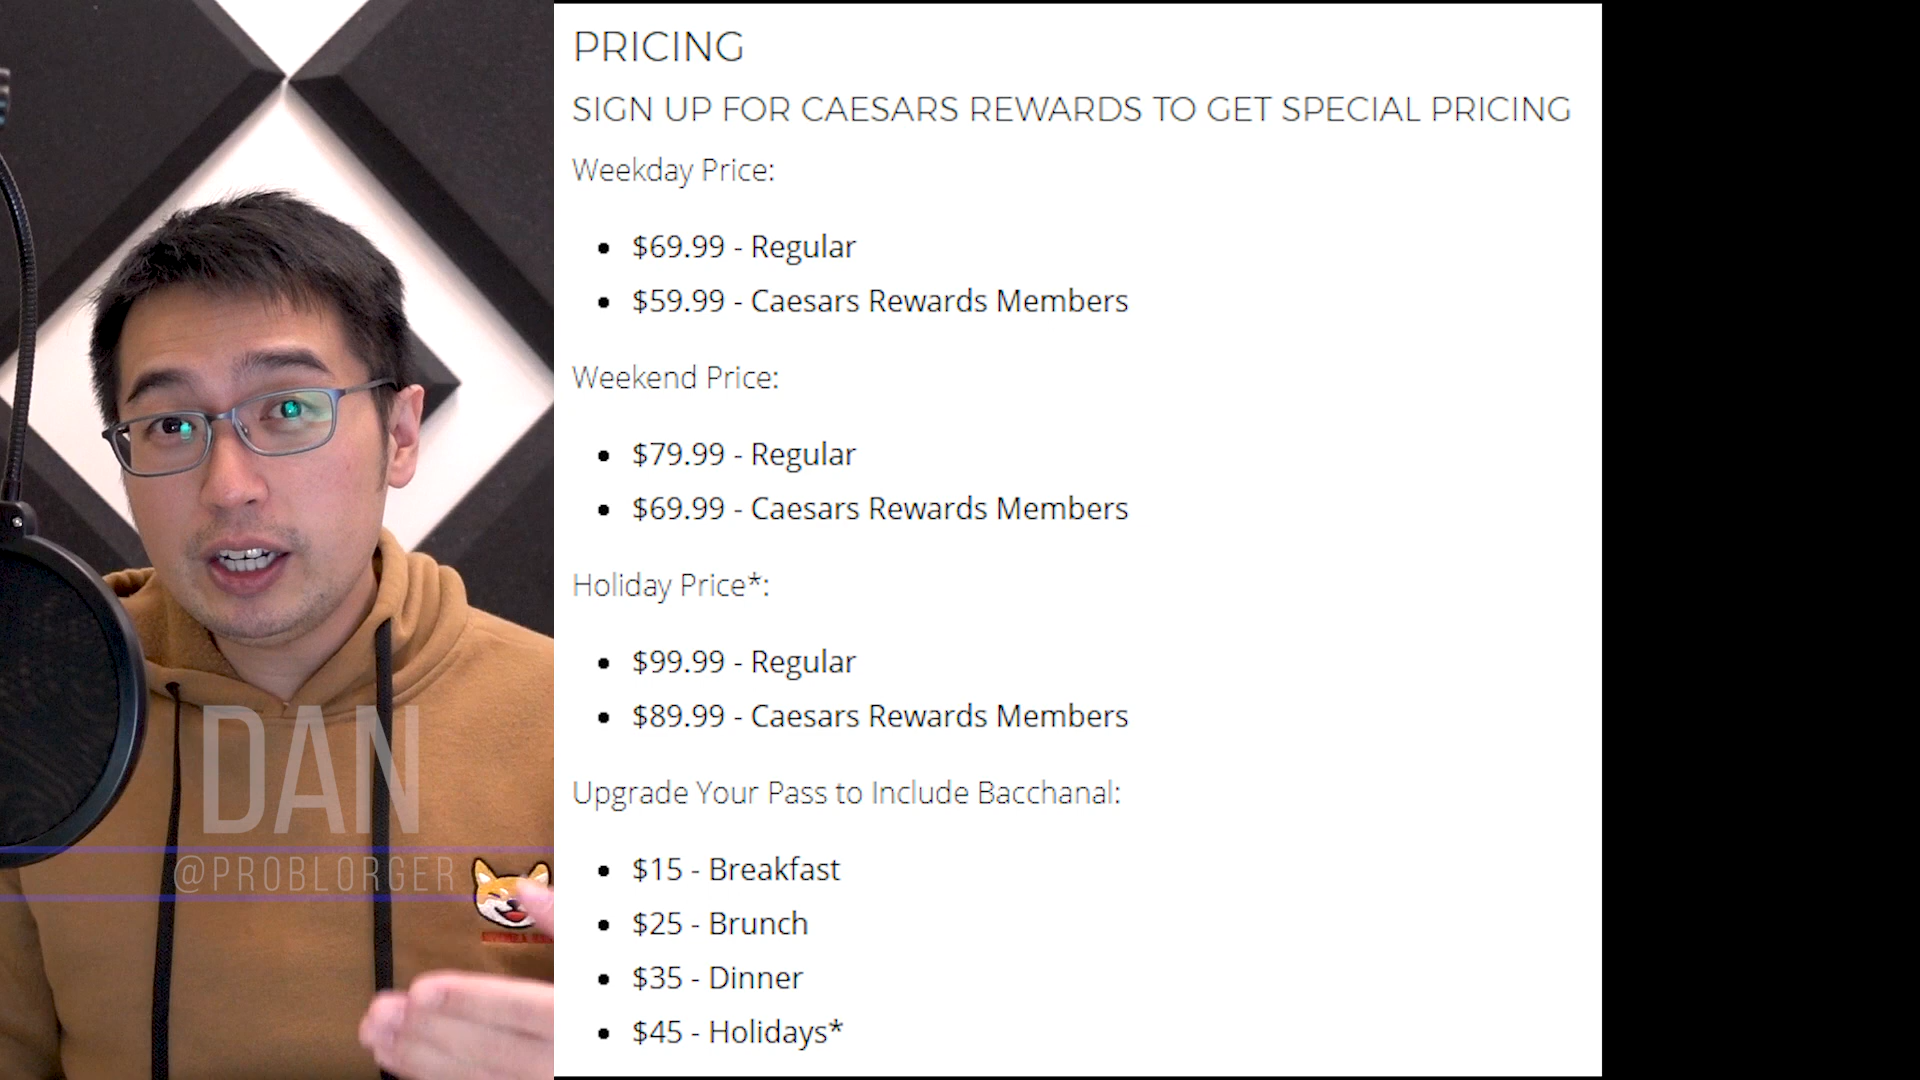 PRICING
SIGN UP FOR CAESARS REWARDS TO GET SPECIAL PRICING
Weekday Price:
• $69.99 - Regular
• $59.99 - Caesars Rewards Members
Weekend Price:
• $79.99 - Regular
• $69.99 - Caesars Rewards Members
Holiday Price*:
• $99.99 - Regular
• $89.99 - Caesars Rewards Members
Upgrade Your Pass to Include Bacchanal:
• $15 - Breakfast
• $25 - Brunch
• $35 - Dinner
• $45 - Holidays*
DAN
@PROBLORGER